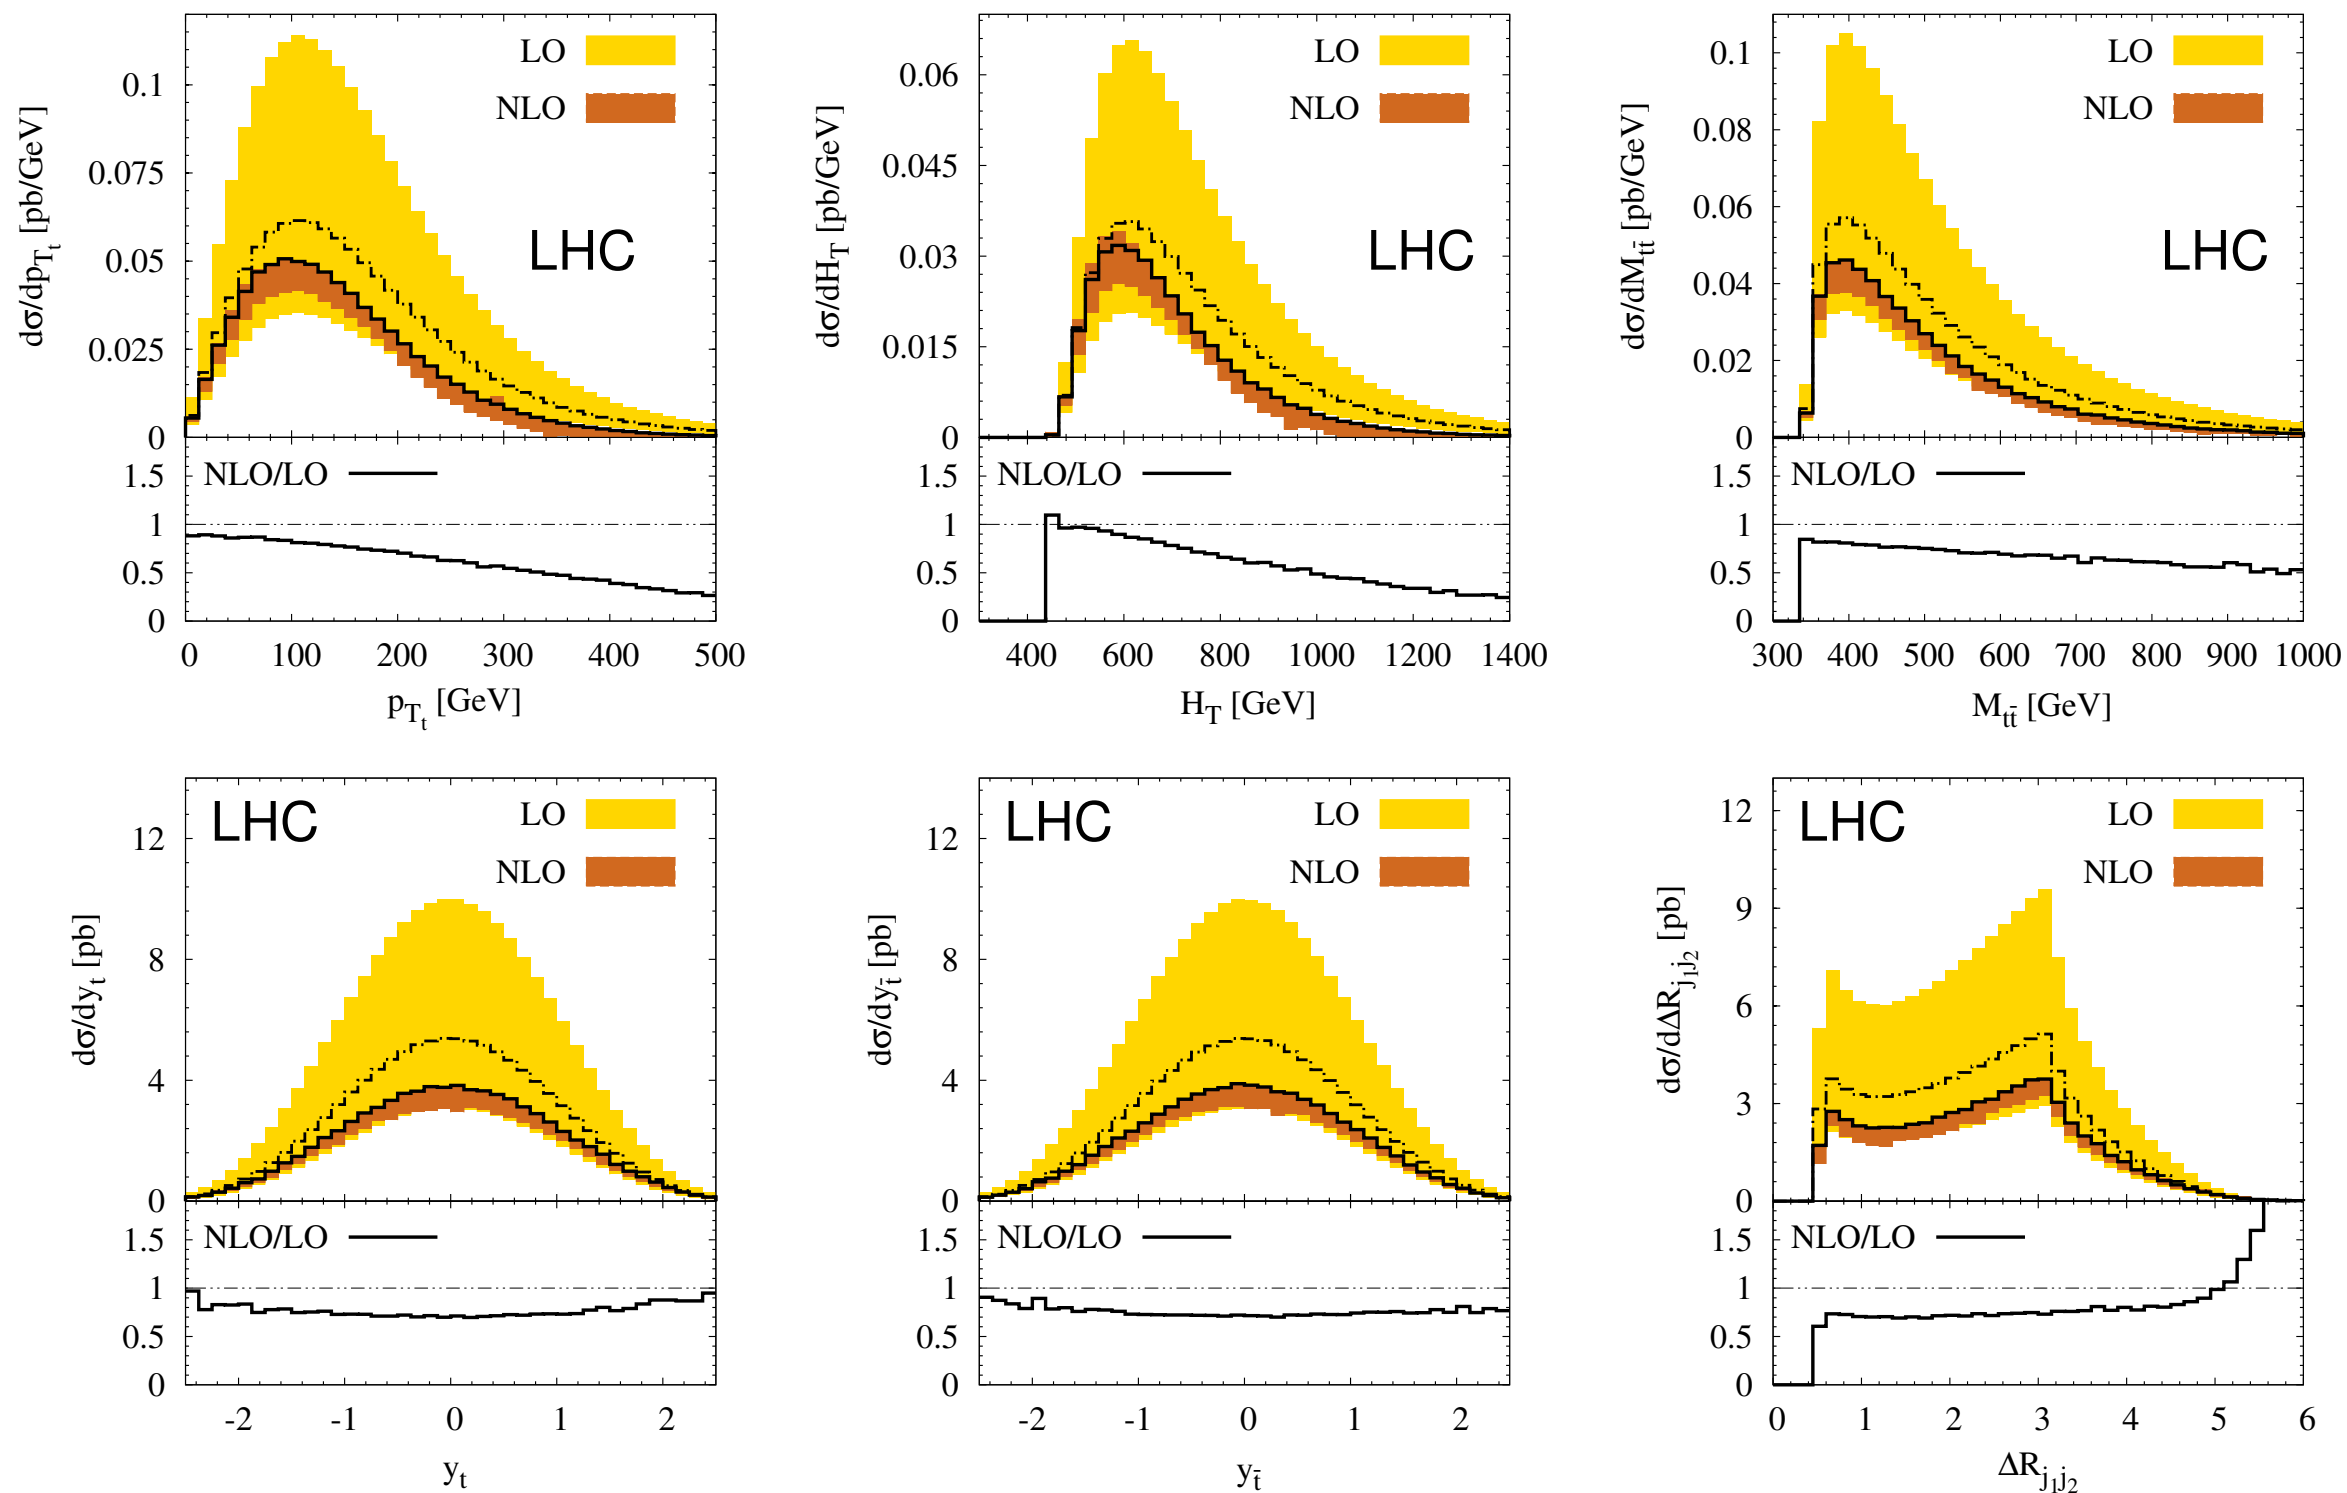 LO
NLO
LHC
dσ/dp_{T_t} [pb/GeV]
0.1
0.075
0.05
0.025
0
NLO/LO
1.5
1
0.5
0
0 100 200 300 400 500
p_{T_t} [GeV]
LO
NLO
LHC
dσ/dH_T [pb/GeV]
0.06
0.045
0.03
0.015
0
NLO/LO
1.5
1
0.5
0
400 600 800 1000 1200 1400
H_T [GeV]
LO
NLO
LHC
dσ/dM_{tt̄} [pb/GeV]
0.1
0.08
0.06
0.04
0.02
0
NLO/LO
1.5
1
0.5
0
300 400 500 600 700 800 900 1000
M_{tt̄} [GeV]
LHC
LO
NLO
dσ/dy_t [pb]
12
8
4
0
NLO/LO
1.5
1
0.5
0
-2 -1 0 1 2
y_t
LHC
LO
NLO
dσ/dy_{t̄} [pb]
12
8
4
0
NLO/LO
1.5
1
0.5
0
-2 -1 0 1 2
y_{t̄}
LHC
LO
NLO
dσ/dΔR_{j_1j_2} [pb]
12
9
6
3
0
NLO/LO
1.5
1
0.5
0
0 1 2 3 4 5 6
ΔR_{j_1j_2}